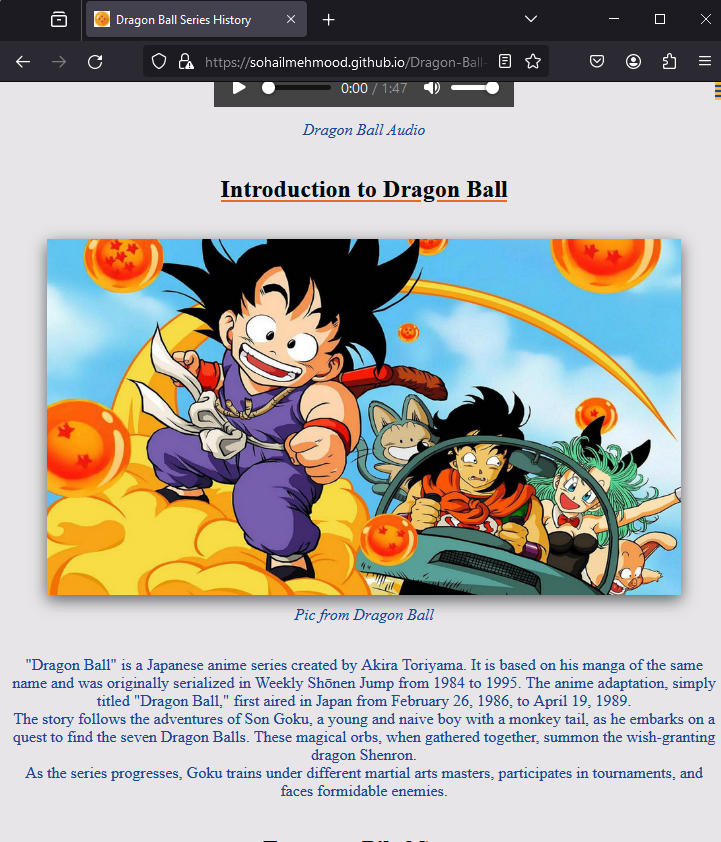 Dragon Ball Series History
https://sohailmehmood.github.io/Dragon-Ball-
0:00 / 1:47
Dragon Ball Audio
Introduction to Dragon Ball
Pic from Dragon Ball
"Dragon Ball" is a Japanese anime series created by Akira Toriyama. It is based on his manga of the same
name and was originally serialized in Weekly Shōnen Jump from 1984 to 1995. The anime adaptation, simply
titled "Dragon Ball," first aired in Japan from February 26, 1986, to April 19, 1989.
The story follows the adventures of Son Goku, a young and naive boy with a monkey tail, as he embarks on a
quest to find the seven Dragon Balls. These magical orbs, when gathered together, summon the wish-granting
dragon Shenron.
As the series progresses, Goku trains under different martial arts masters, participates in tournaments, and
faces formidable enemies.